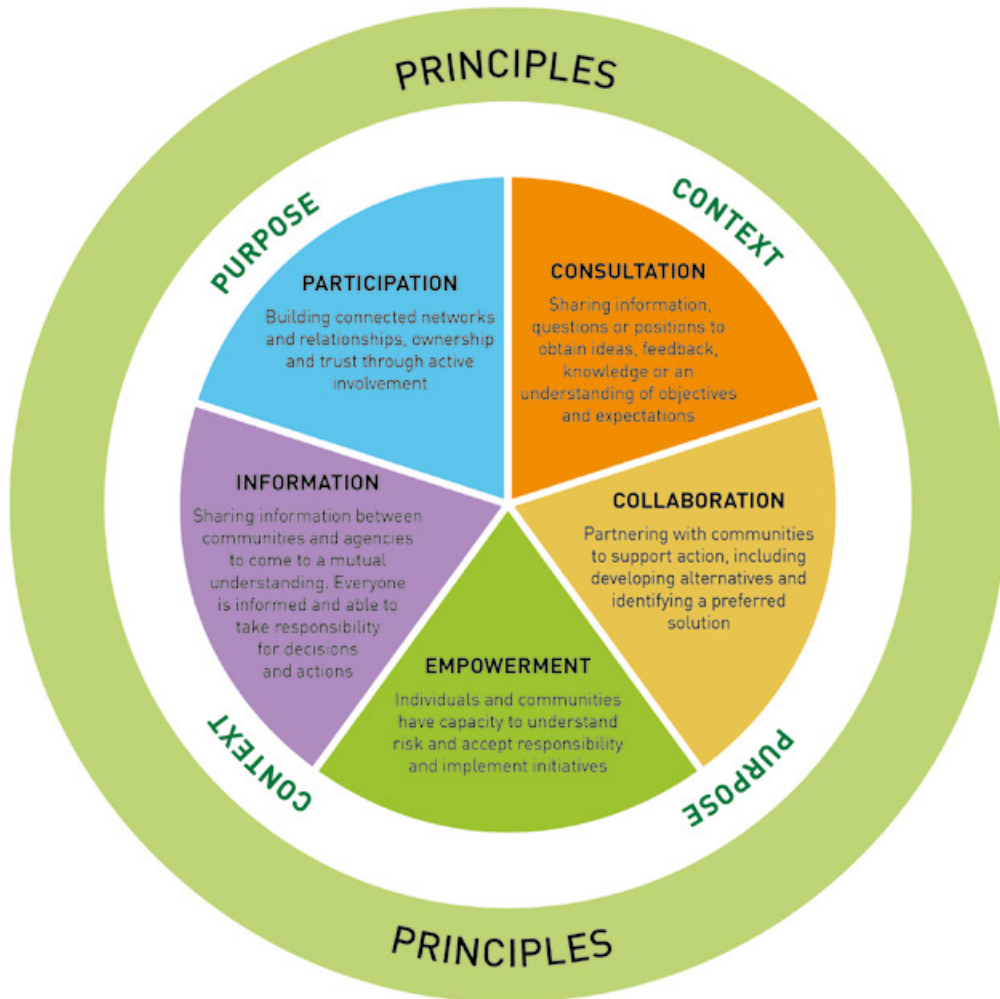 PRINCIPLES
PURPOSE
CONTEXT
PARTICIPATION
Building connected networks
and relationships, ownership
and trust through active
involvement
CONSULTATION
Sharing information,
questions or positions to
obtain ideas, feedback,
knowledge or an
understanding of objectives
and expectations
INFORMATION
Sharing information between
communities and agencies
to come to a mutual
understanding. Everyone
is informed and able to
take responsibility
for decisions
and actions
COLLABORATION
Partnering with communities
to support action, including
developing alternatives and
identifying a preferred
solution
EMPOWERMENT
Individuals and communities
have capacity to understand
risk and accept responsibility
and implement initiatives
CONTEXT
PURPOSE
PRINCIPLES